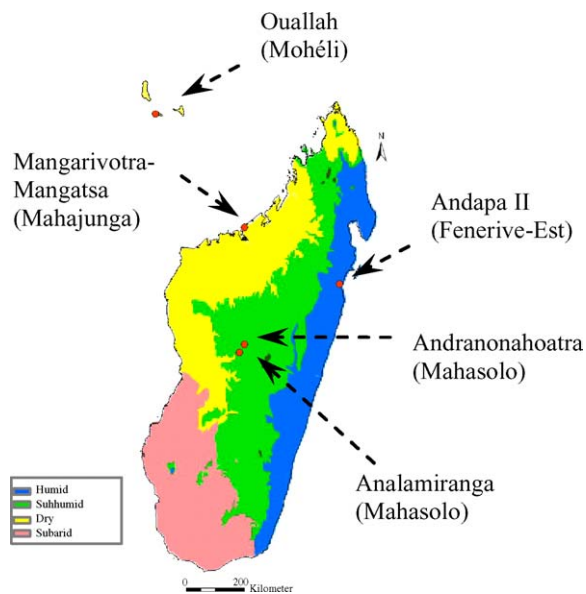 Ouallah
(Mohéli)
Mangarivotra-
Mangatsa
(Mahajunga)
N
Andapa II
(Fenerive-Est)
Andranonahoatra
(Mahasolo)
Analamiranga
(Mahasolo)
Humid
Suhhumid
Dry
Subarid
0 200 Kilometer